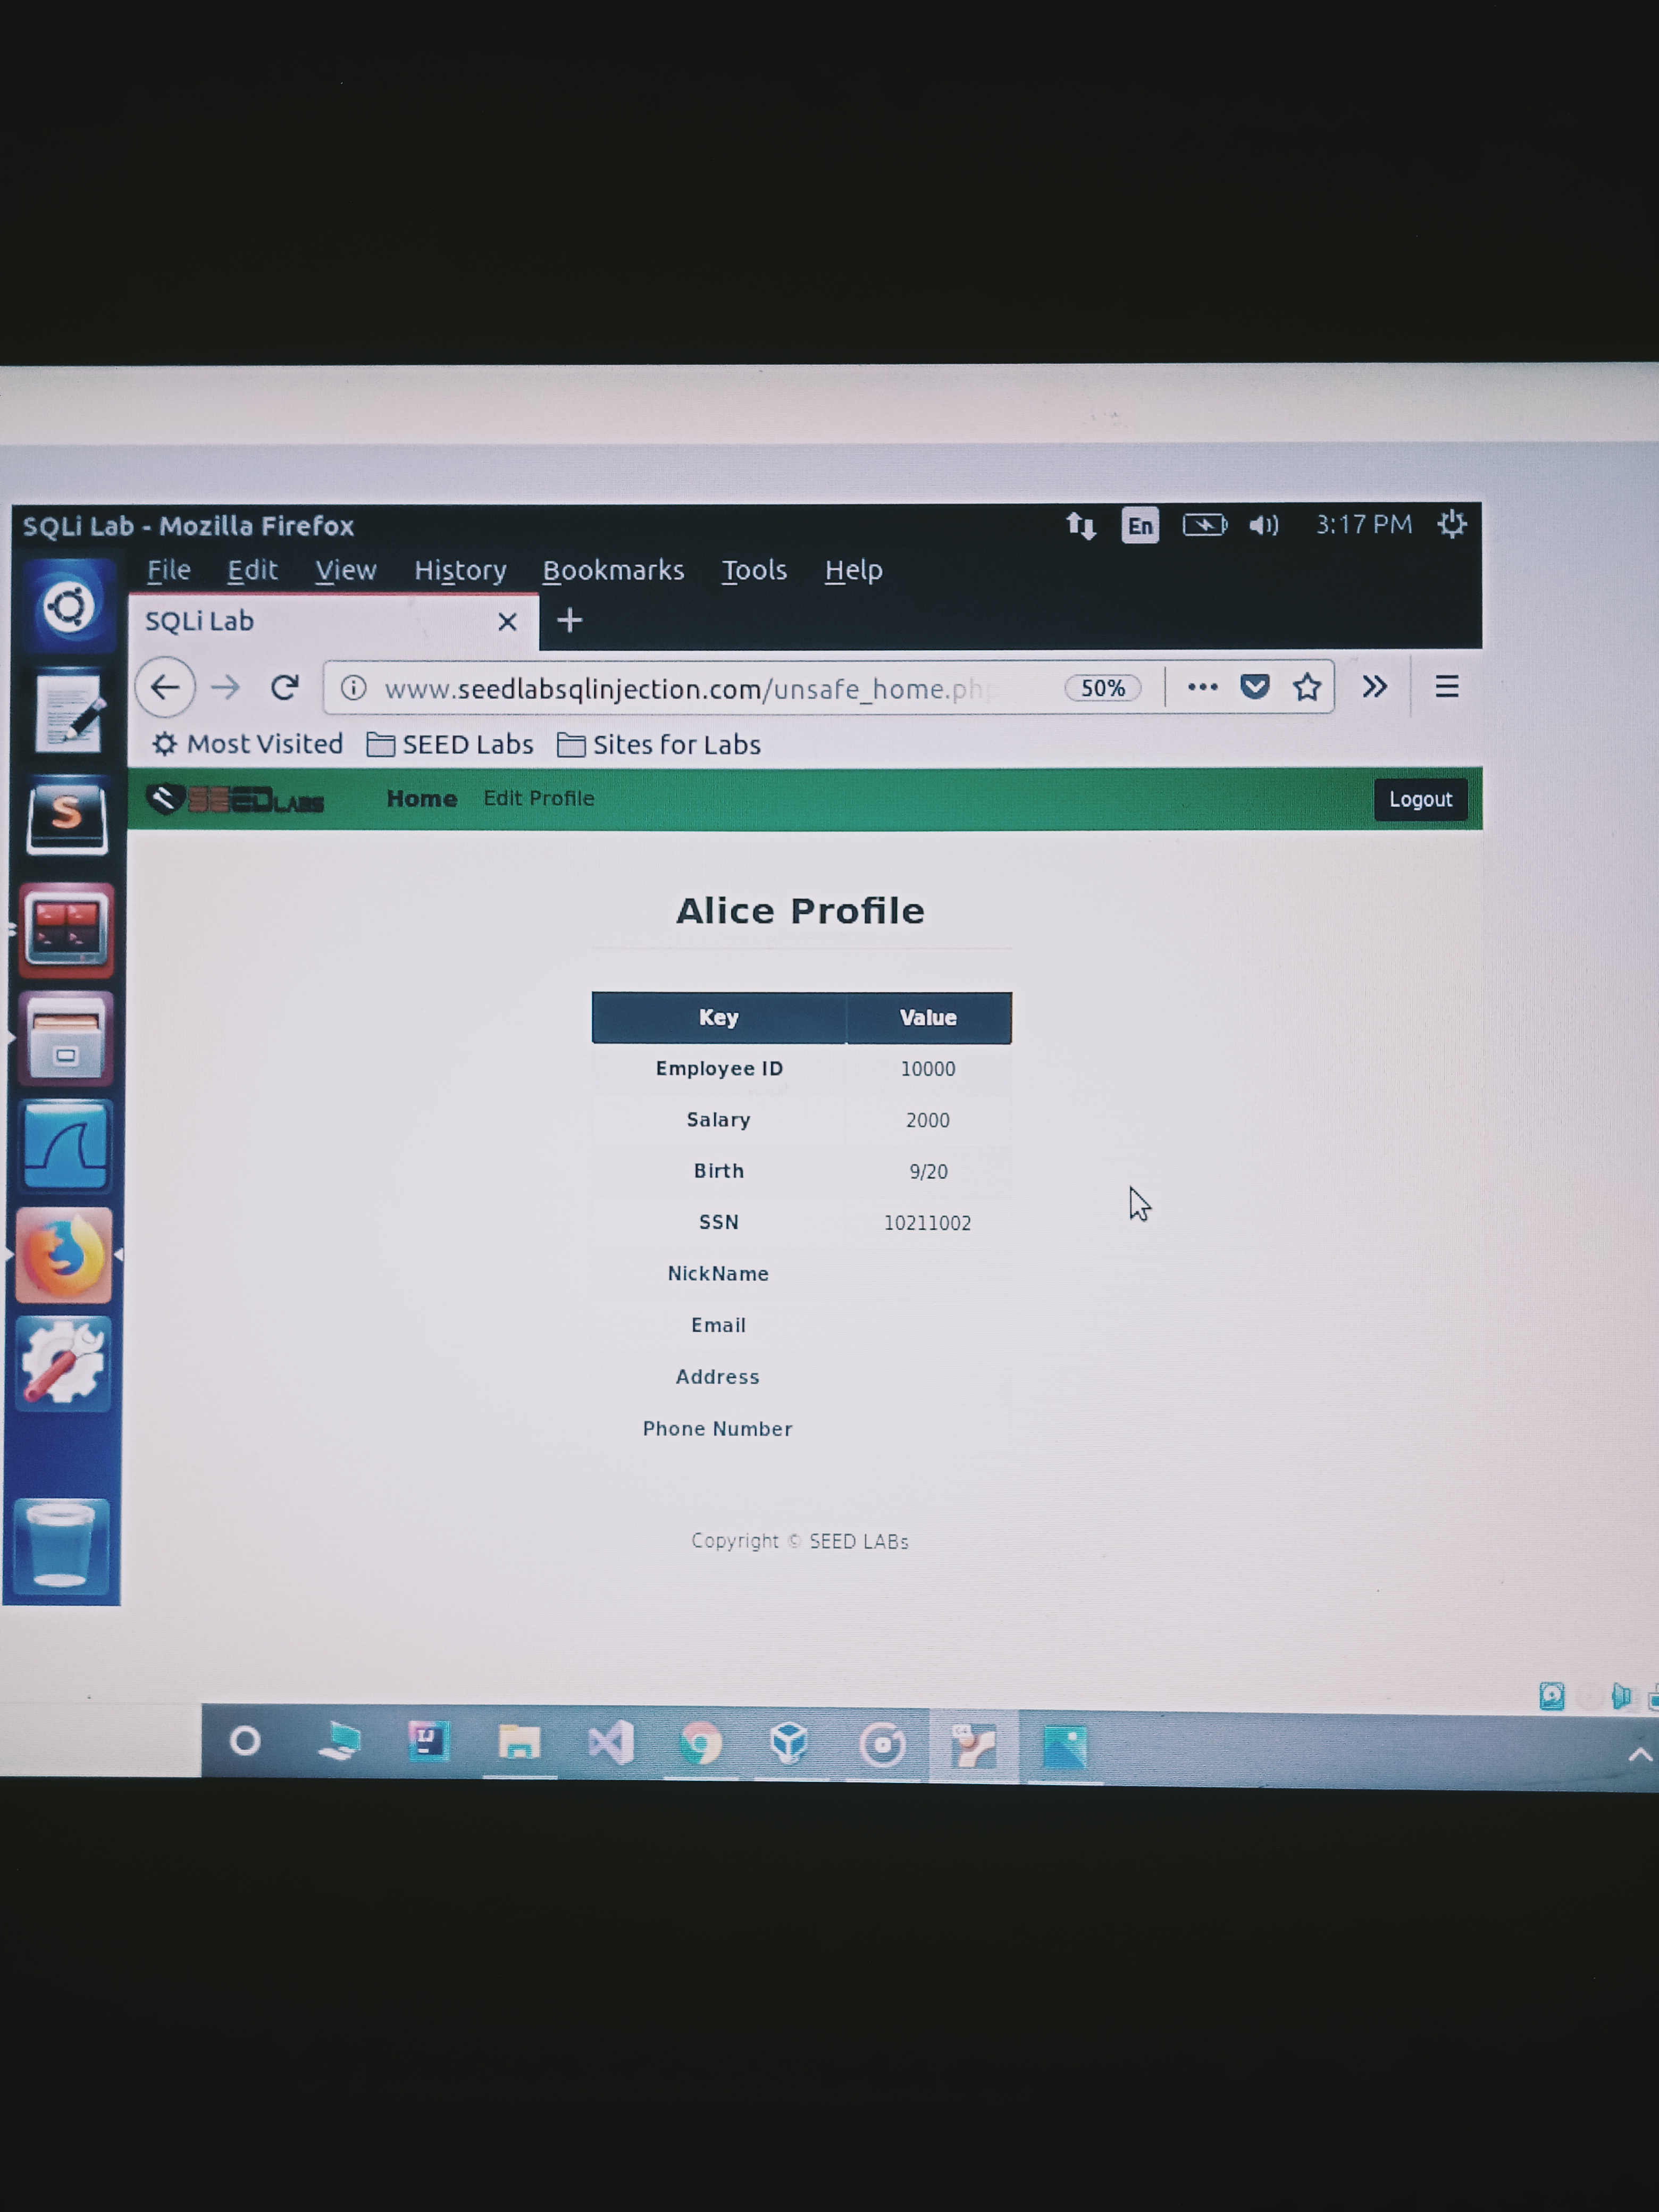 SQLi Lab - Mozilla Firefox En 3:17 PM
File Edit View History Bookmarks Tools Help
SQLi Lab
www.seedlabsqlinjection.com/unsafe_home.php 50%
Most Visited SEED Labs Sites for Labs
SEEDLABS Home Edit Profile Logout
Alice Profile
Key Value
Employee ID 10000
Salary 2000
Birth 9/20
SSN 10211002
NickName
Email
Address
Phone Number
Copyright © SEED LABs